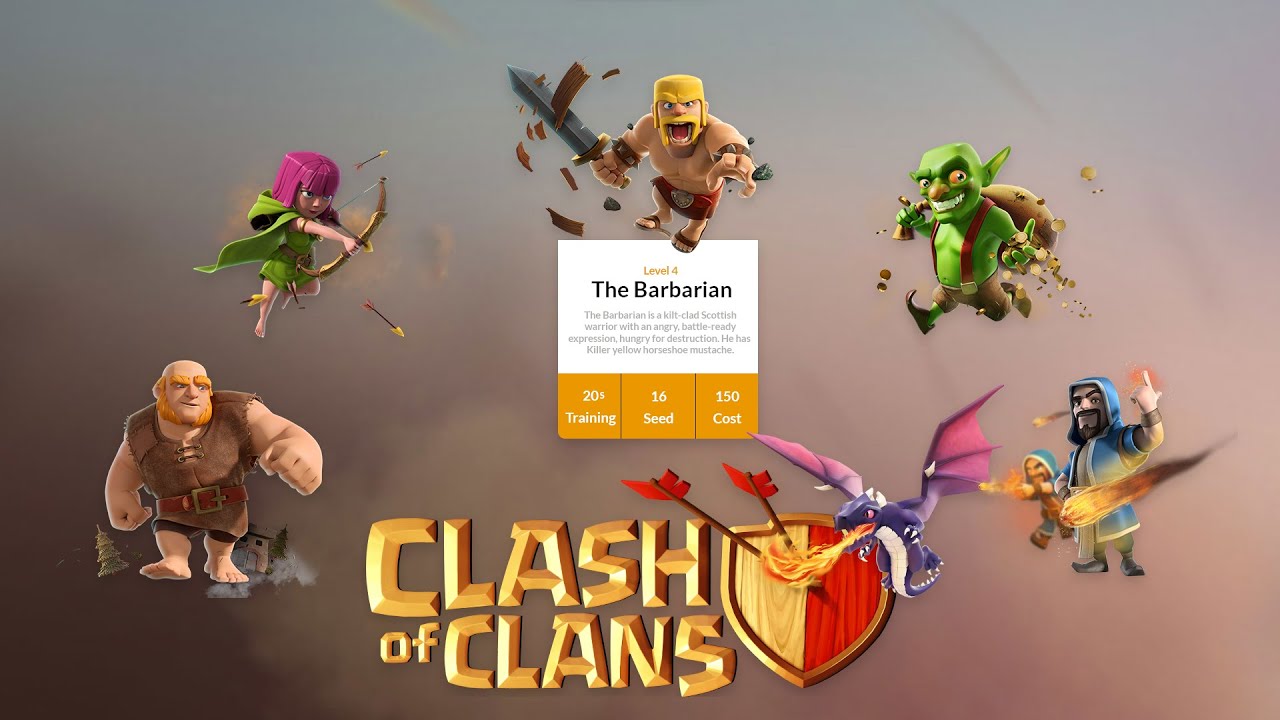 Level 4
The Barbarian
The Barbarian is a kilt-clad Scottish
warrior with an angry, battle-ready
expression, hungry for destruction. He has
Killer yellow horseshoe mustache.
20s 16 150
Training Seed Cost
CLASH
OF CLANS